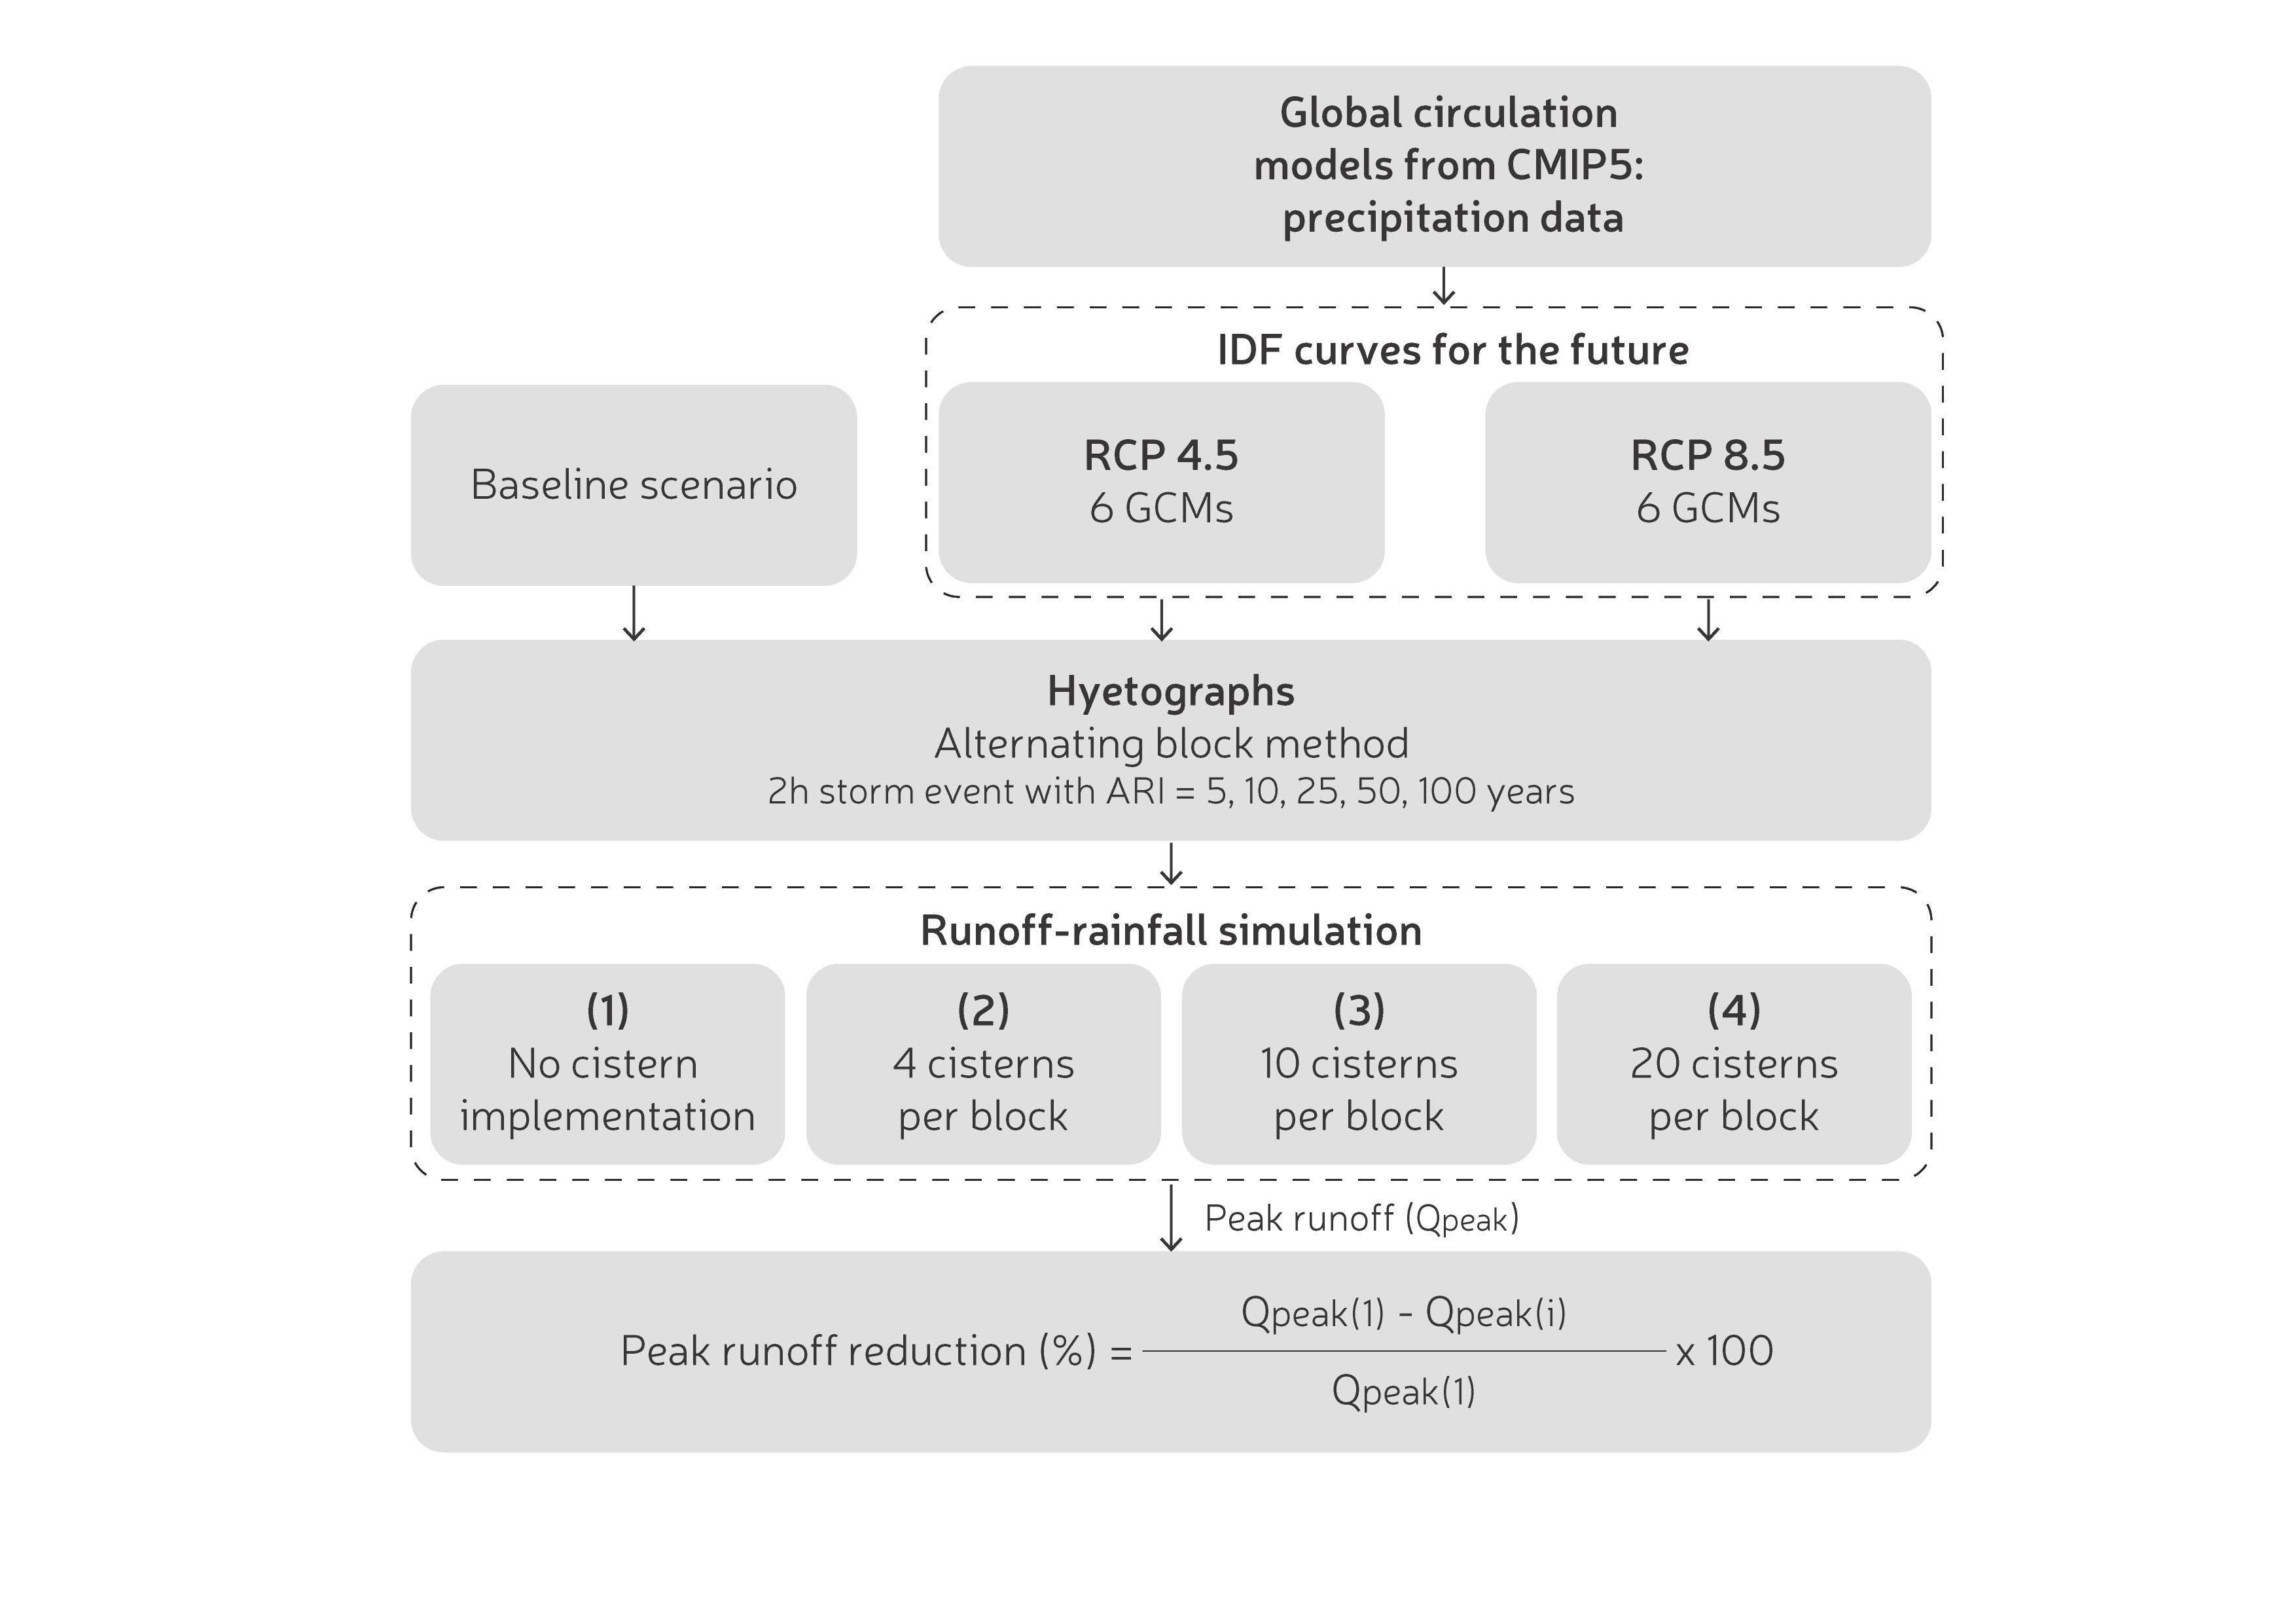 Global circulation
models from CMIP5:
precipitation data
IDF curves for the future
Baseline scenario
RCP 4.5
6 GCMs
RCP 8.5
6 GCMs
Hyetographs
Alternating block method
2h storm event with ARI = 5, 10, 25, 50, 100 years
Runoff-rainfall simulation
(1)
No cistern
implementation
(2)
4 cisterns
per block
(3)
10 cisterns
per block
(4)
20 cisterns
per block
Peak runoff (Qpeak)
Qpeak(1) - Qpeak(i)
Peak runoff reduction (%) = x 100
Qpeak(1)